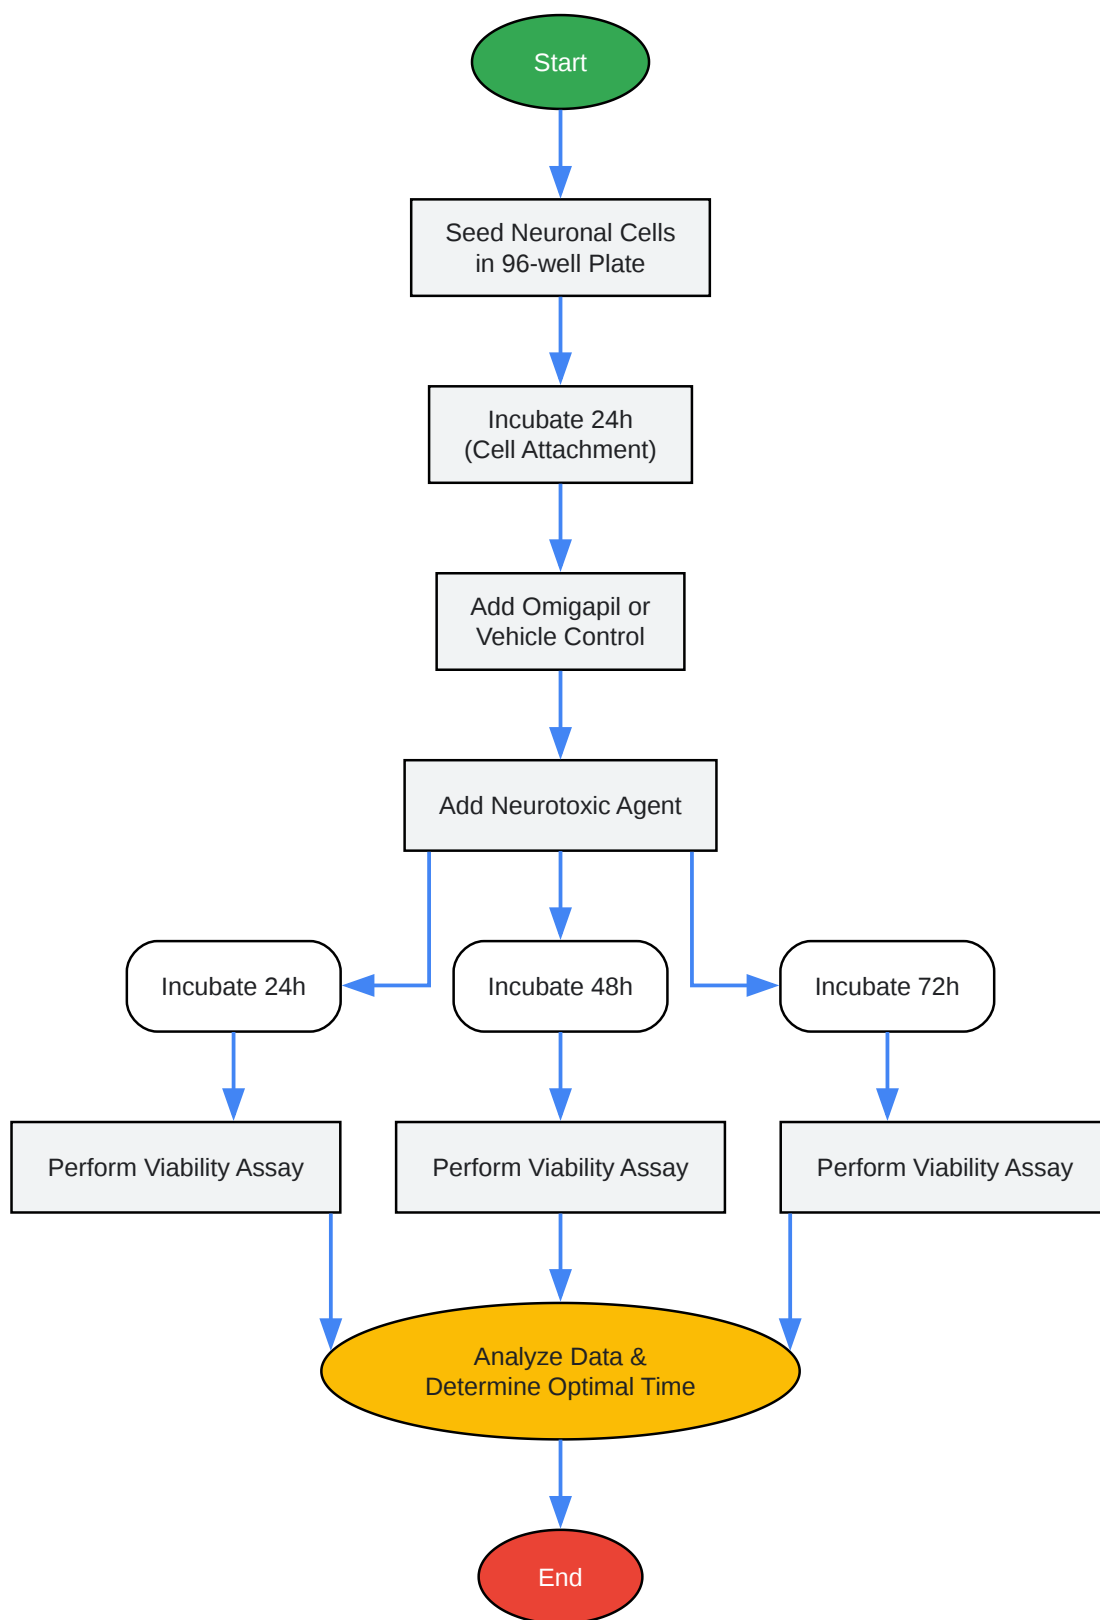 Start
Seed Neuronal Cells
in 96-well Plate
Incubate 24h
(Cell Attachment)
Add Omigapil or
Vehicle Control
Add Neurotoxic Agent
Incubate 24h
Incubate 48h
Incubate 72h
Perform Viability Assay
Perform Viability Assay
Perform Viability Assay
Analyze Data &
Determine Optimal Time
End